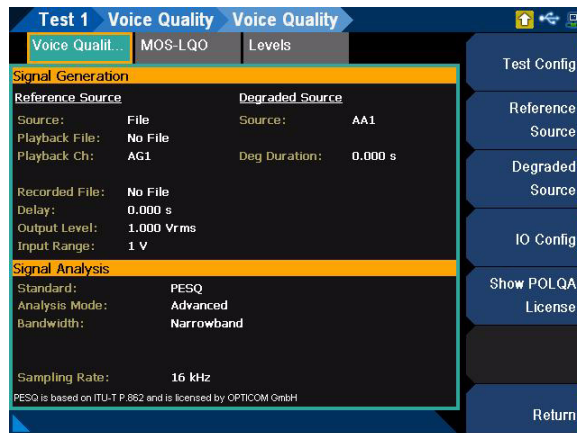 Test 1 Voice Quality Voice Quality
Voice Qualit... MOS-LQO Levels
Signal Generation
Reference Source Degraded Source
Source: File Source: AA1
Playback File: No File
Playback Ch: AG1 Deg Duration: 0.000 s
Recorded File: No File
Delay: 0.000 s
Output Level: 1.000 Vrms
Input Range: 1 V
Signal Analysis
Standard: PESQ
Analysis Mode: Advanced
Bandwidth: Narrowband
Sampling Rate: 16 kHz
PESQ is based on ITU-T P.862 and is licensed by OPTICOM GmbH
Test Config
Reference
Source
Degraded
Source
IO Config
Show POLQA
License
Return